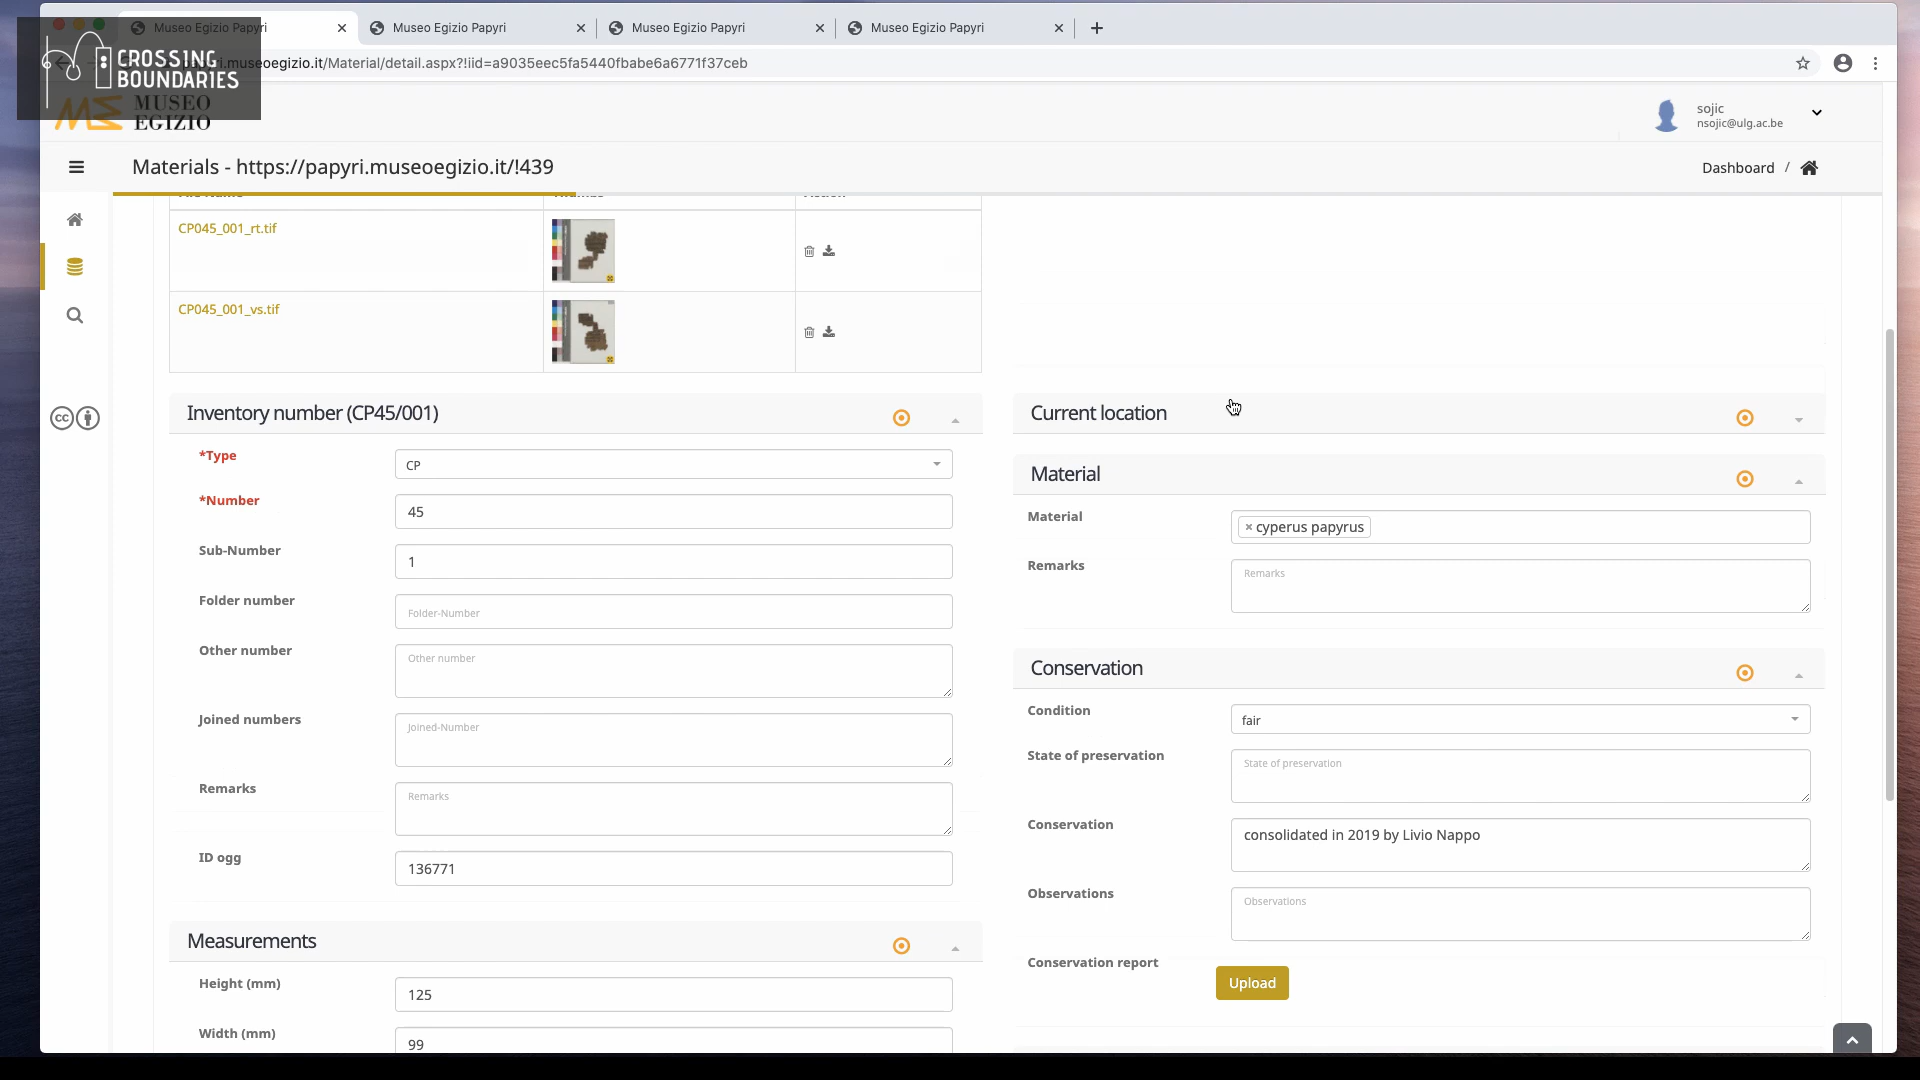 Museo Egizio Papyri
Museo Egizio Papyri
Museo Egizio Papyri
Museo Egizio Papyri
CROSSING
BOUNDARIES
museoegizio.it/Material/detail.aspx?!iid=a9035eec5fa5440fbabe6a6771f37ceb
MUSEO
EGIZIO
sojic
nsojic@ulg.ac.be
Materials - https://papyri.museoegizio.it/!439
Dashboard /
CP045_001_rt.tif
CP045_001_vs.tif
Inventory number (CP45/001)
*Type
CP
*Number
45
Sub-Number
1
Folder number
Folder-Number
Other number
Other number
Joined numbers
Joined-Number
Remarks
Remarks
ID ogg
136771
Measurements
Height (mm)
125
Width (mm)
99
Current location
Material
Material
× cyperus papyrus
Remarks
Remarks
Conservation
Condition
fair
State of preservation
State of preservation
Conservation
consolidated in 2019 by Livio Nappo
Observations
Observations
Conservation report
Upload
cc